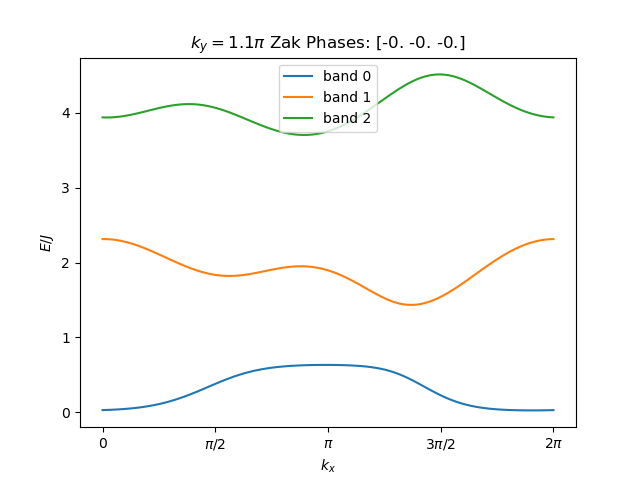 $k_y = 1.1\pi$ Zak Phases: [-0. -0. -0.]
band 0
band 1
band 2
4
3
2
1
0
E/J
0 π/2 π 3π/2 2π
$k_x$